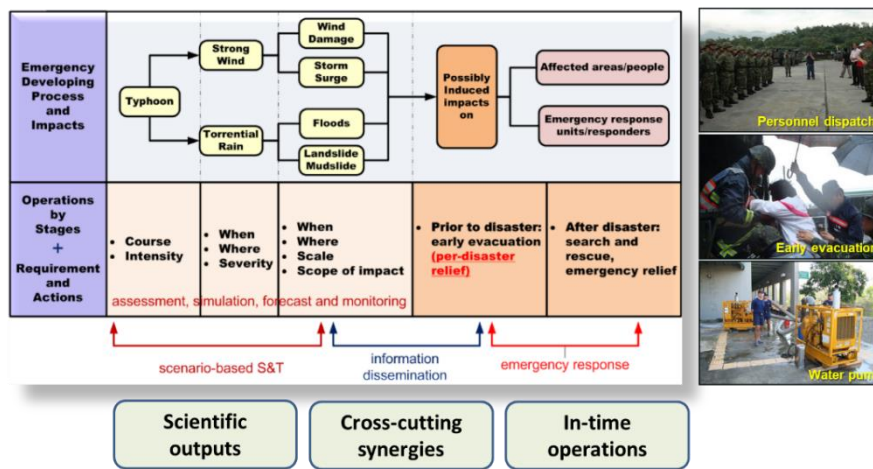 Emergency
Developing
Process
and
Impacts
Typhoon
Strong
Wind
Torrential
Rain
Wind
Damage
Storm
Surge
Floods
Landslide
Mudslide
Possibly
Induced
impacts
on
Affected areas/people
Emergency response
units/responders
Operations
by
Stages
+
Requirement
and
Actions
• Course
• Intensity
• When
• Where
• Severity
• When
• Where
• Scale
• Scope of impact
• Prior to disaster:
early evacuation
(per-disaster
relief)
• After disaster:
search and
rescue,
emergency relief
assessment, simulation, forecast and monitoring
scenario-based S&T
information
dissemination
emergency response
Scientific
outputs
Cross-cutting
synergies
In-time
operations
Personnel dispatch
Early evacuation
Water pum